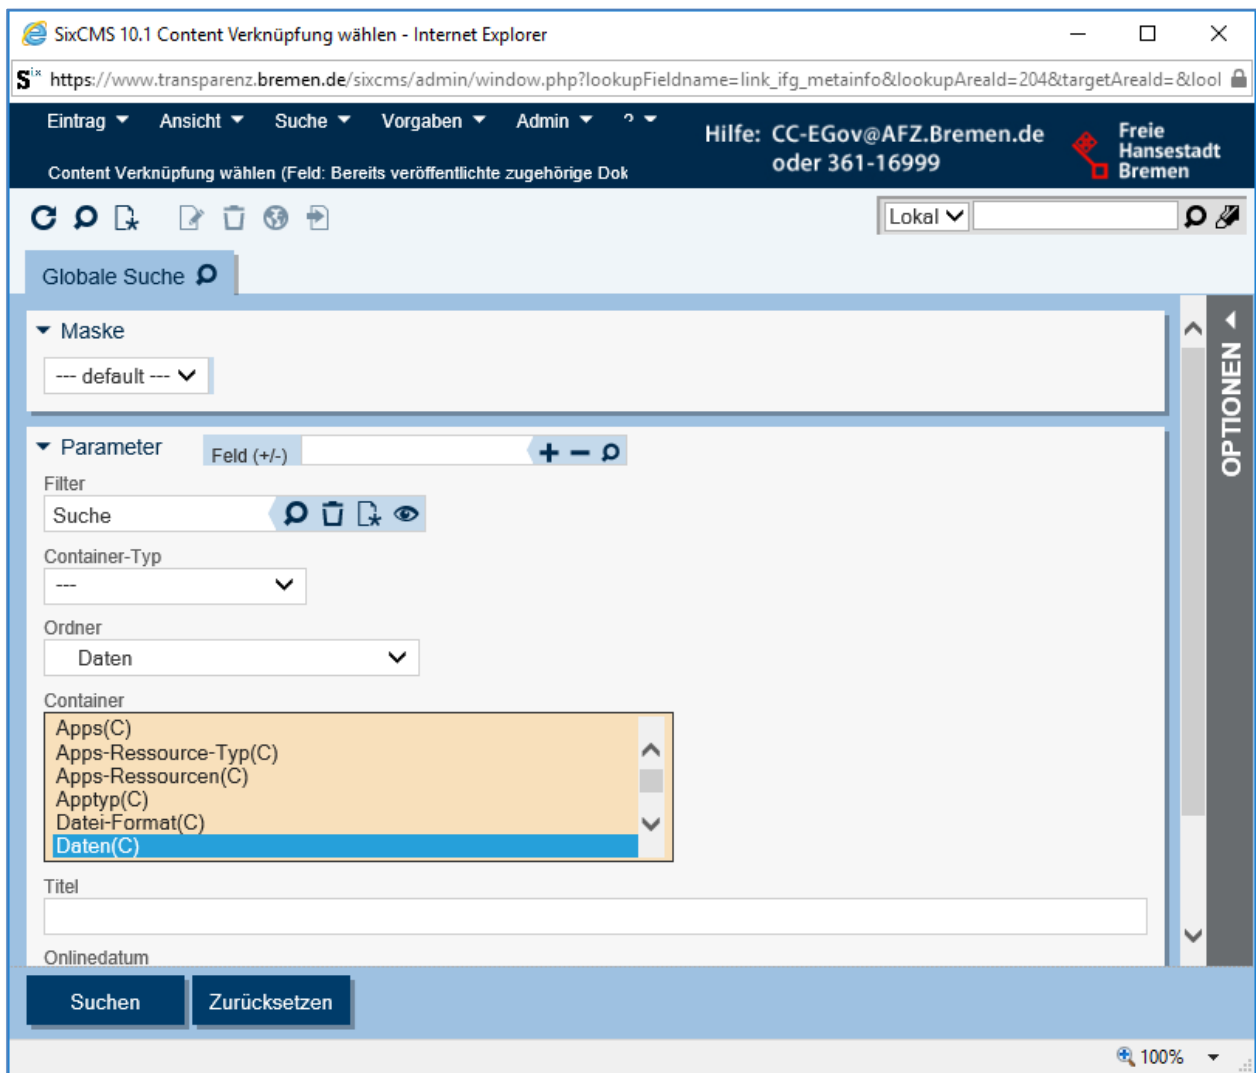 SixCMS 10.1 Content Verknüpfung wählen - Internet Explorer
Six https://www.transparenz.bremen.de/sixcms/admin/window.php?lookupFieldname=link_ifg_metainfo&lookupAreaId=204&targetAreaId=&lool
Eintrag Ansicht Suche Vorgaben Admin ?
Hilfe: CC-EGov@AFZ.Bremen.de
oder 361-16999
Freie
Hansestadt
Bremen
Content Verknüpfung wählen (Feld: Bereits veröffentlichte zugehörige Dok
Lokal
Globale Suche
Maske
--- default ---
OPTIONEN
Parameter
Feld (+/-)
Filter
Suche
Container-Typ
---
Ordner
Daten
Container
Apps(C)
Apps-Ressource-Typ(C)
Apps-Ressourcen(C)
Apptyp(C)
Datei-Format(C)
Daten(C)
Titel
Onlinedatum
Suchen Zurücksetzen
100%